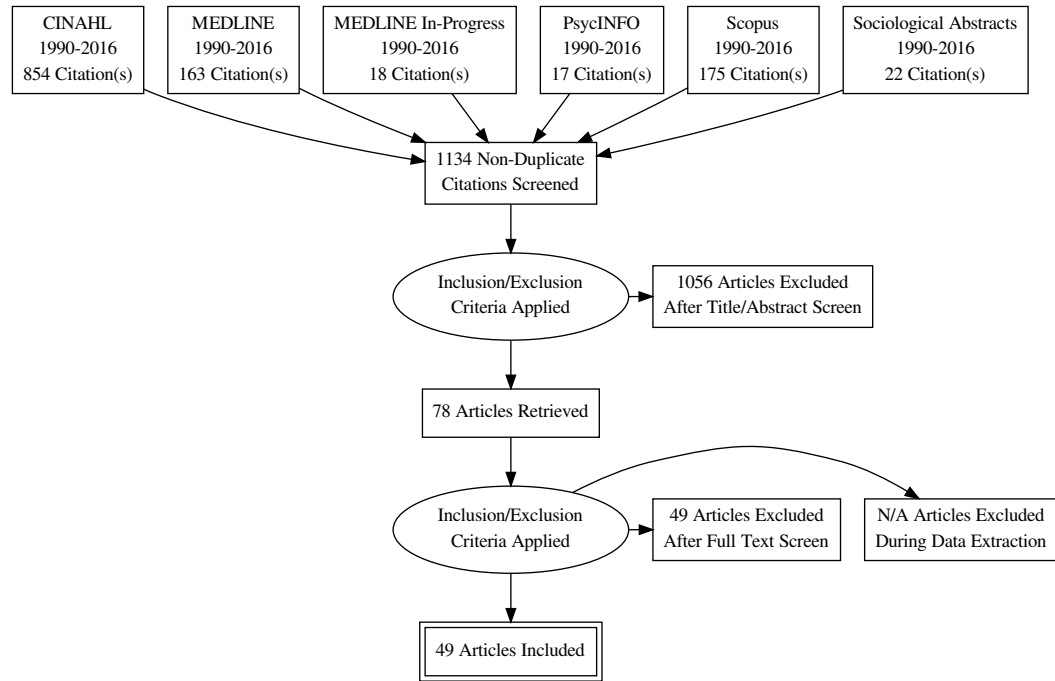 CINAHL
1990-2016
854 Citation(s)
MEDLINE
1990-2016
163 Citation(s)
MEDLINE In-Progress
1990-2016
18 Citation(s)
PsycINFO
1990-2016
17 Citation(s)
Scopus
1990-2016
175 Citation(s)
Sociological Abstracts
1990-2016
22 Citation(s)
1134 Non-Duplicate
Citations Screened
Inclusion/Exclusion
Criteria Applied
1056 Articles Excluded
After Title/Abstract Screen
78 Articles Retrieved
Inclusion/Exclusion
Criteria Applied
49 Articles Excluded
After Full Text Screen
N/A Articles Excluded
During Data Extraction
49 Articles Included